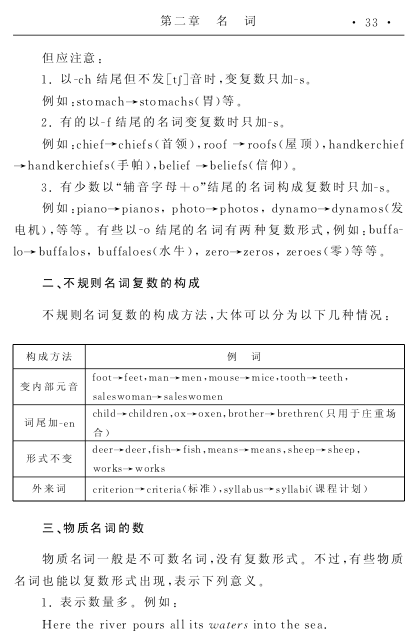 第二章 名 词 · 33 ·
但应注意:
1. 以-ch 结尾但不发[tʃ]音时,变复数只加-s。
例如:stomach→stomachs(胃)等。
2. 有的以-f 结尾的名词变复数时只加-s。
例如:chief→chiefs(首领),roof →roofs(屋顶),handkerchief
→handkerchiefs(手帕),belief →beliefs(信仰)。
3. 有少数以“辅音字母+o”结尾的名词构成复数时只加-s。
例如:piano→pianos, photo→photos, dynamo→dynamos(发
电机),等等。有些以-o 结尾的名词有两种复数形式,例如:buffa-
lo→buffalos, buffaloes(水牛), zero→zeros, zeroes(零)等等。
二、不规则名词复数的构成
不规则名词复数的构成方法,大体可以分为以下几种情况:
构成方法 例 词
变内部元音 foot→feet,man→men,mouse→mice,tooth→teeth,
saleswoman→saleswomen
词尾加-en child→children,ox→oxen,brother→brethren(只用于庄重场
合)
形式不变 deer→deer,fish→fish,means→means,sheep→sheep,
works→works
外来词 criterion→criteria(标准),syllabus→syllabi(课程计划)
三、物质名词的数
物质名词一般是不可数名词,没有复数形式。不过,有些物质
名词也能以复数形式出现,表示下列意义。
1. 表示数量多。例如:
Here the river pours all its waters into the sea.